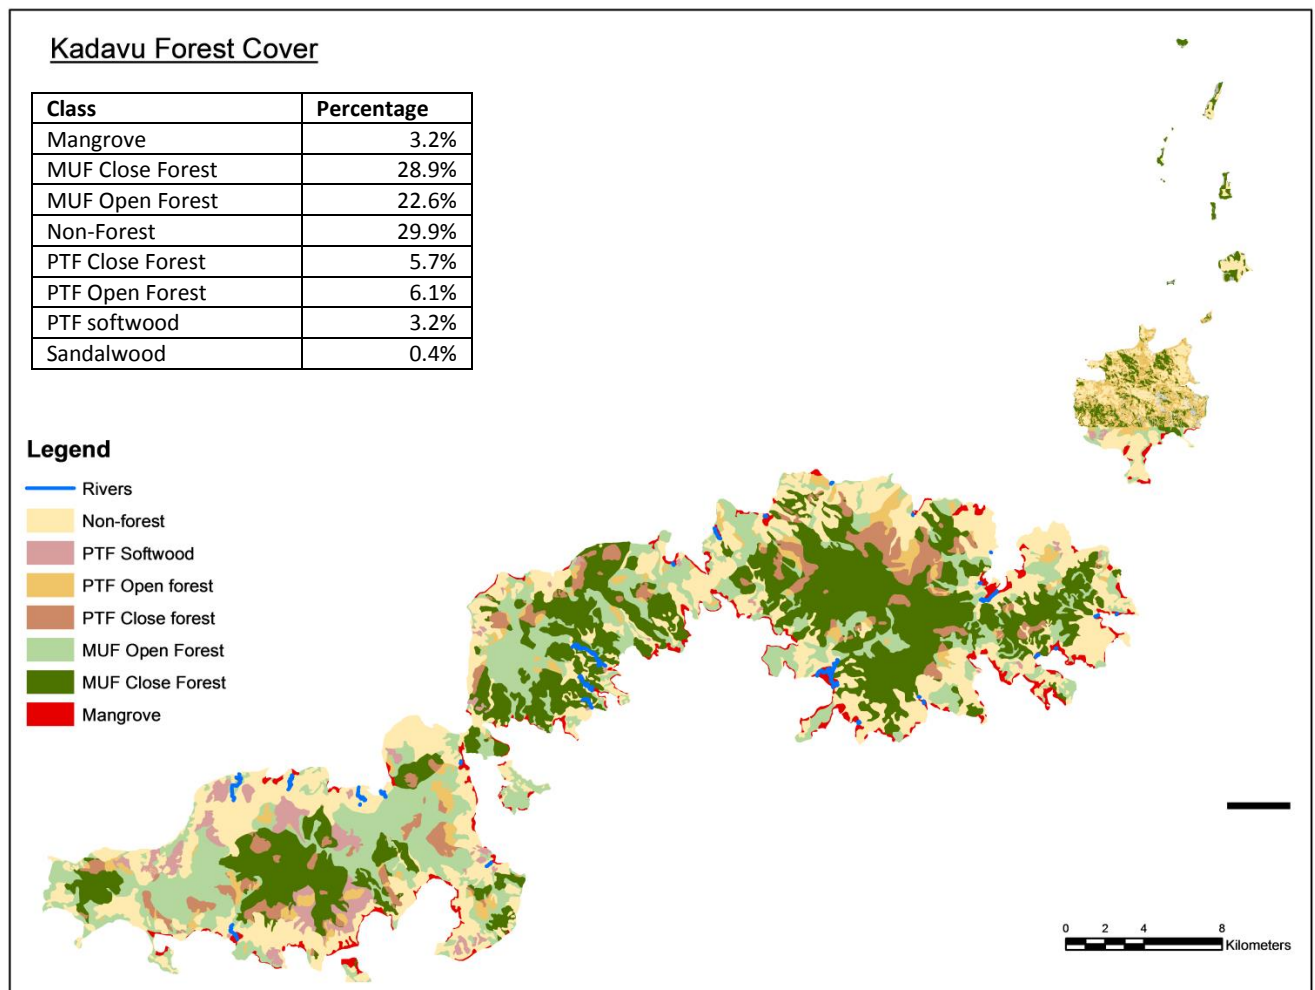 Kadavu Forest Cover
Class Percentage
Mangrove 3.2%
MUF Close Forest 28.9%
MUF Open Forest 22.6%
Non-Forest 29.9%
PTF Close Forest 5.7%
PTF Open Forest 6.1%
PTF softwood 3.2%
Sandalwood 0.4%
Legend
Rivers
Non-forest
PTF Softwood
PTF Open forest
PTF Close forest
MUF Open Forest
MUF Close Forest
Mangrove
0 2 4 8
Kilometers